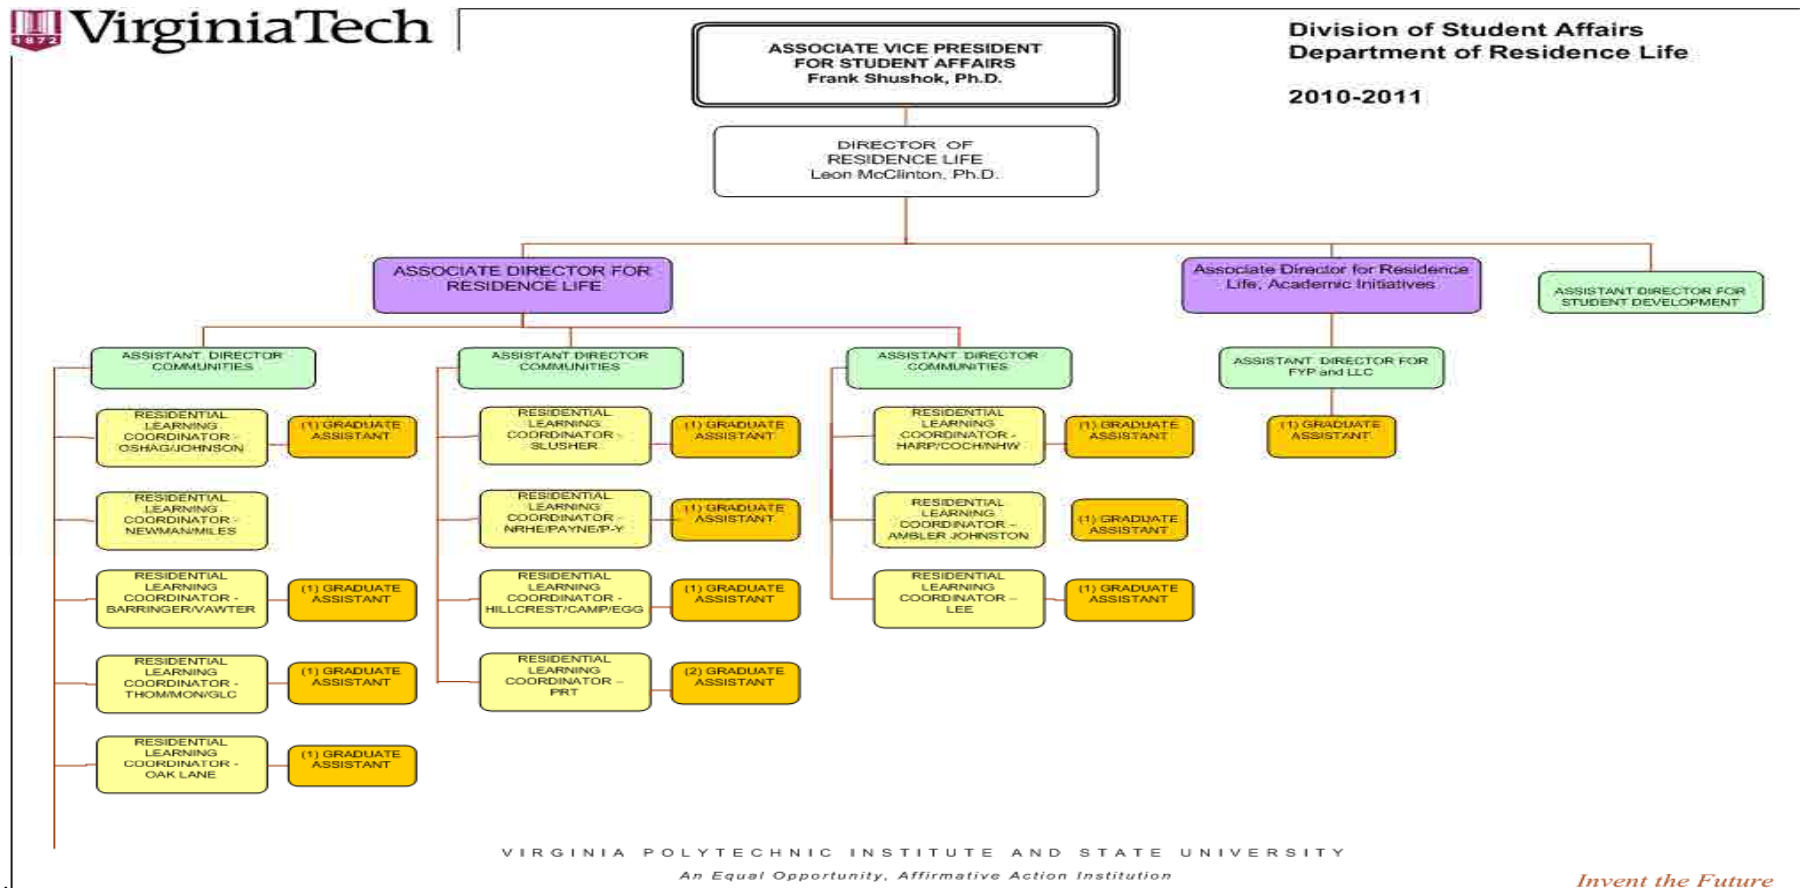 1872
VirginiaTech
Division of Student Affairs
Department of Residence Life
2010-2011
ASSOCIATE VICE PRESIDENT
FOR STUDENT AFFAIRS
Frank Shushok, Ph.D.
DIRECTOR OF
RESIDENCE LIFE
Leon McClinton, Ph.D.
ASSOCIATE DIRECTOR FOR
RESIDENCE LIFE
Associate Director for Residence
Life, Academic Initiatives
ASSISTANT DIRECTOR FOR
STUDENT DEVELOPMENT
ASSISTANT DIRECTOR
COMMUNITIES
ASSISTANT DIRECTOR
COMMUNITIES
ASSISTANT DIRECTOR
COMMUNITIES
ASSISTANT DIRECTOR FOR
FYP and LLC
RESIDENTIAL
LEARNING
COORDINATOR -
OSHAG/JOHNSON
(1) GRADUATE
ASSISTANT
RESIDENTIAL
LEARNING
COORDINATOR -
SLUSHER
(1) GRADUATE
ASSISTANT
RESIDENTIAL
LEARNING
COORDINATOR -
HARP/COCH/NHW
(1) GRADUATE
ASSISTANT
(1) GRADUATE
ASSISTANT
RESIDENTIAL
LEARNING
COORDINATOR -
NEWMAN/MILES
RESIDENTIAL
LEARNING
COORDINATOR -
NRHE/PAYNE/P-Y
(1) GRADUATE
ASSISTANT
RESIDENTIAL
LEARNING
COORDINATOR –
AMBLER JOHNSTON
(1) GRADUATE
ASSISTANT
RESIDENTIAL
LEARNING
COORDINATOR -
BARRINGER/VAWTER
(1) GRADUATE
ASSISTANT
RESIDENTIAL
LEARNING
COORDINATOR -
HILLCREST/CAMP/EGG
(1) GRADUATE
ASSISTANT
RESIDENTIAL
LEARNING
COORDINATOR –
LEE
(1) GRADUATE
ASSISTANT
RESIDENTIAL
LEARNING
COORDINATOR -
THOM/MON/GLC
(1) GRADUATE
ASSISTANT
RESIDENTIAL
LEARNING
COORDINATOR –
PRT
(2) GRADUATE
ASSISTANT
RESIDENTIAL
LEARNING
COORDINATOR -
OAK LANE
(1) GRADUATE
ASSISTANT
VIRGINIA POLYTECHNIC INSTITUTE AND STATE UNIVERSITY
An Equal Opportunity, Affirmative Action Institution
Invent the Future